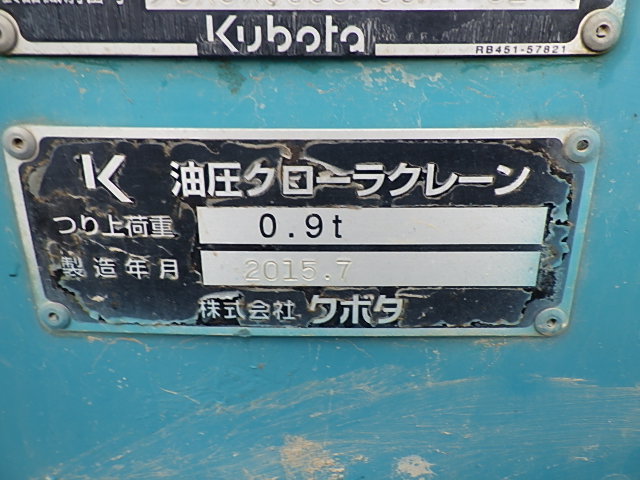 Kubota
RB451-57821
油圧クローラクレーン
つり上荷重 0.9t
製造年月 2015.7
株式会社 クボタ